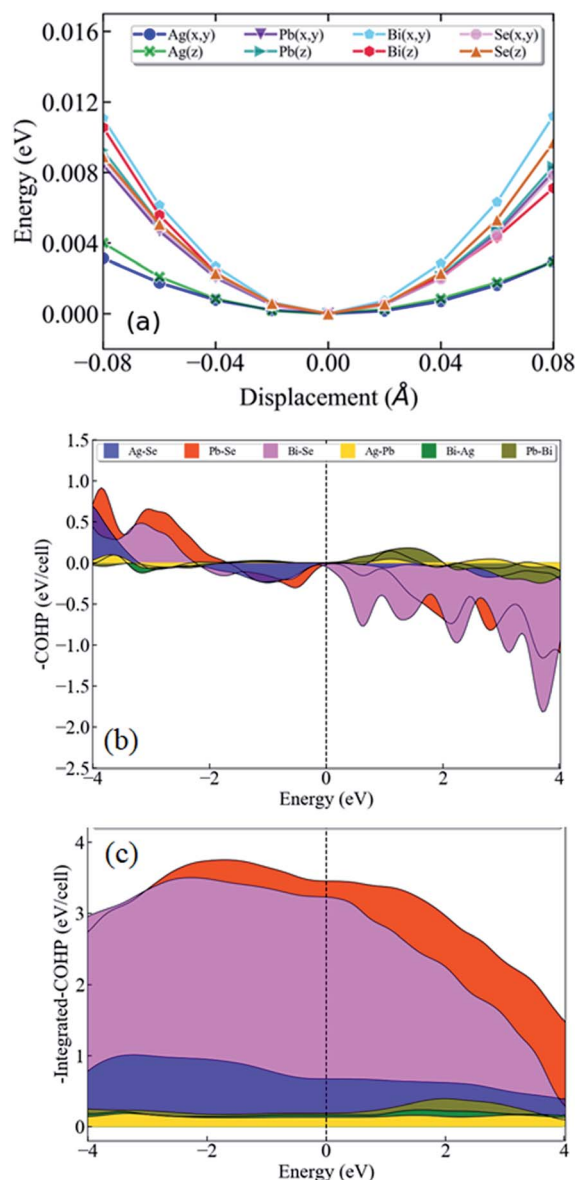 0.016
0.012
0.008
0.004
0.000
Energy (eV)
Ag(x,y) Pb(x,y) Bi(x,y) Se(x,y)
Ag(z) Pb(z) Bi(z) Se(z)
(a)
−0.08 −0.04 0.00 0.04 0.08
Displacement (Å)
1.5
1.0
0.5
0.0
−0.5
−1.0
−1.5
−2.0
−2.5
-COHP (eV/cell)
Ag-Se Pb-Se Bi-Se Ag-Pb Bi-Ag Pb-Bi
(b)
−4 −2 0 2 4
Energy (eV)
4
3
2
1
0
-Integrated-COHP (eV/cell)
(c)
−4 −2 0 2 4
Energy (eV)